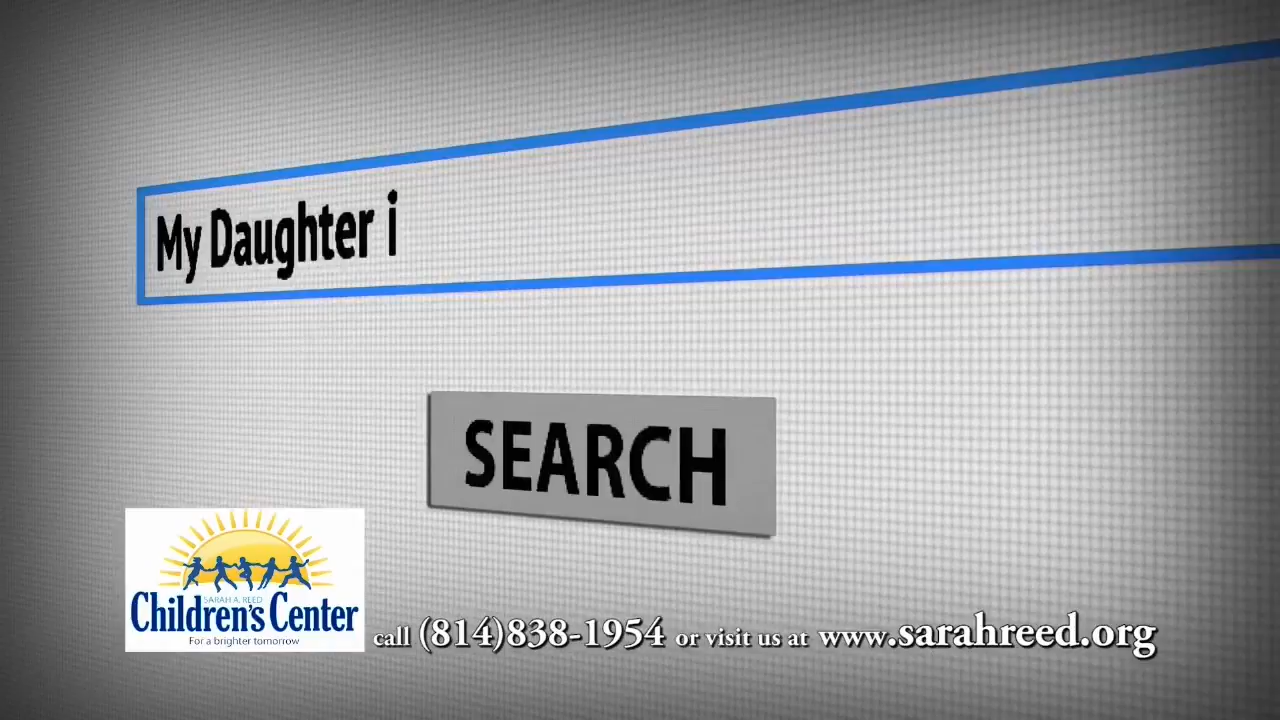 My Daughter i
SEARCH
SARAH A. REED
Children's Center
For a brighter tomorrow
call (814)838-1954 or visit us at www.sarahreed.org